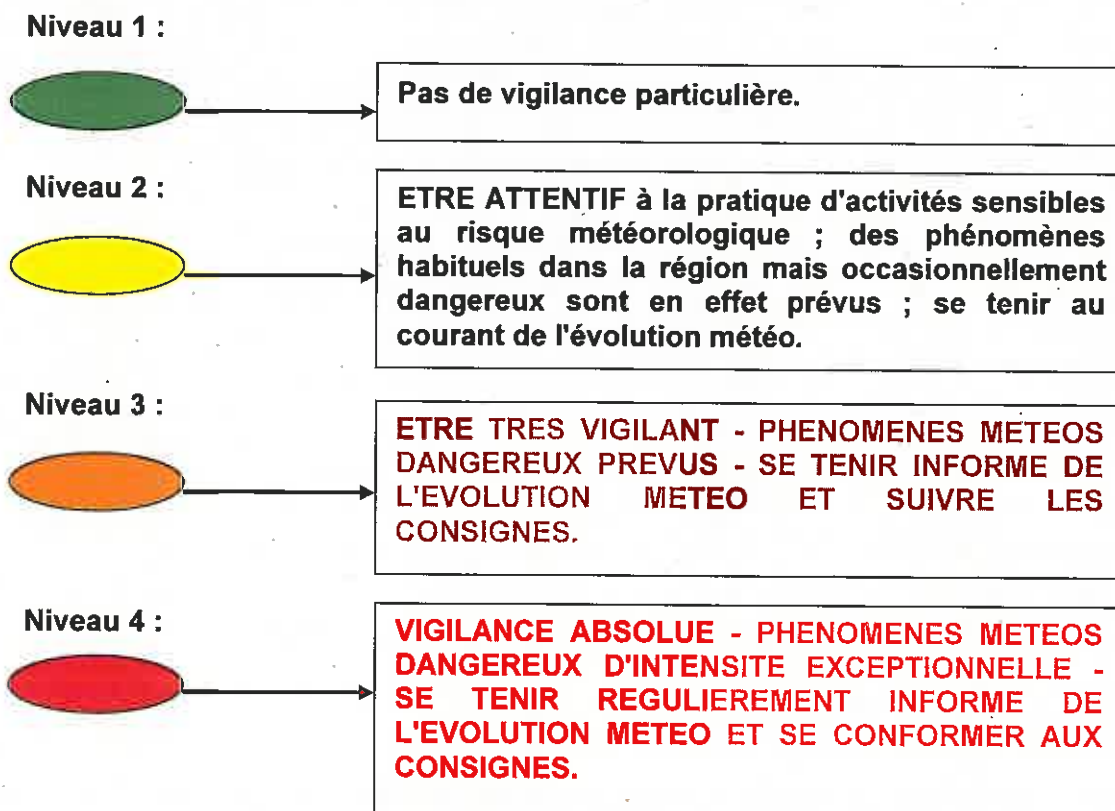 Niveau 1 :
Pas de vigilance particulière.
Niveau 2 :
ETRE ATTENTIF à la pratique d'activités sensibles
au risque météorologique ; des phénomènes
habituels dans la région mais occasionnellement
dangereux sont en effet prévus ; se tenir au
courant de l'évolution météo.
Niveau 3 :
ETRE TRES VIGILANT - PHENOMENES METEOS
DANGEREUX PREVUS - SE TENIR INFORME DE
L'EVOLUTION METEO ET SUIVRE LES
CONSIGNES.
Niveau 4 :
VIGILANCE ABSOLUE - PHENOMENES METEOS
DANGEREUX D'INTENSITE EXCEPTIONNELLE -
SE TENIR REGULIEREMENT INFORME DE
L'EVOLUTION METEO ET SE CONFORMER AUX
CONSIGNES.